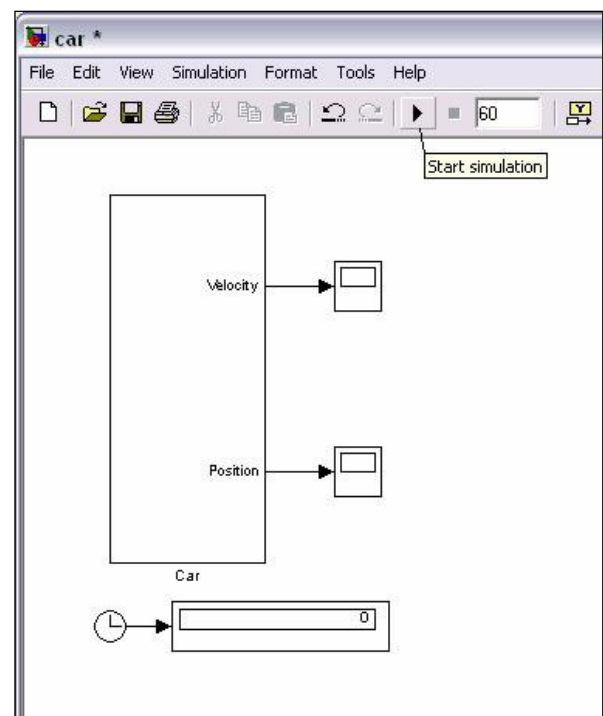 car *
File Edit View Simulation Format Tools Help
60
Start simulation
Velocity
Position
Car
0